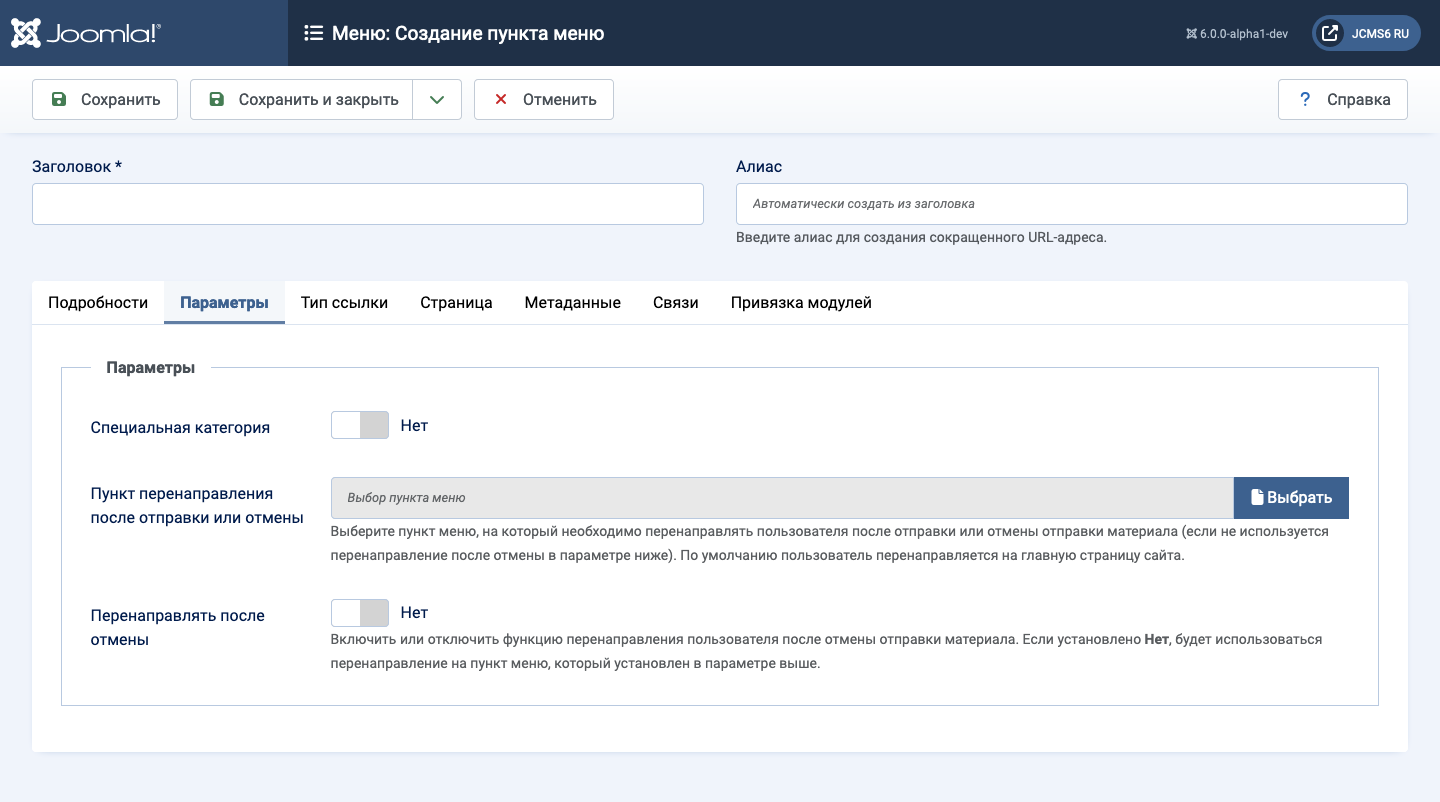 Joomla!®
Меню: Создание пункта меню
6.0.0-alpha1-dev
JCMS6 RU
Сохранить
Сохранить и закрыть
Отменить
? Справка
Заголовок *
Алиас
Автоматически создать из заголовка
Введите алиас для создания сокращенного URL-адреса.
Подробности Параметры Тип ссылки Страница Метаданные Связи Привязка модулей
Параметры
Специальная категория
Нет
Пункт перенаправления
после отправки или отмены
Выбор пункта меню
Выбрать
Выберите пункт меню, на который необходимо перенаправлять пользователя после отправки или отмены отправки материала (если не используется
перенаправление после отмены в параметре ниже). По умолчанию пользователь перенаправляется на главную страницу сайта.
Перенаправлять после
отмены
Нет
Включить или отключить функцию перенаправления пользователя после отмены отправки материала. Если установлено Нет, будет использоваться
перенаправление на пункт меню, который установлен в параметре выше.